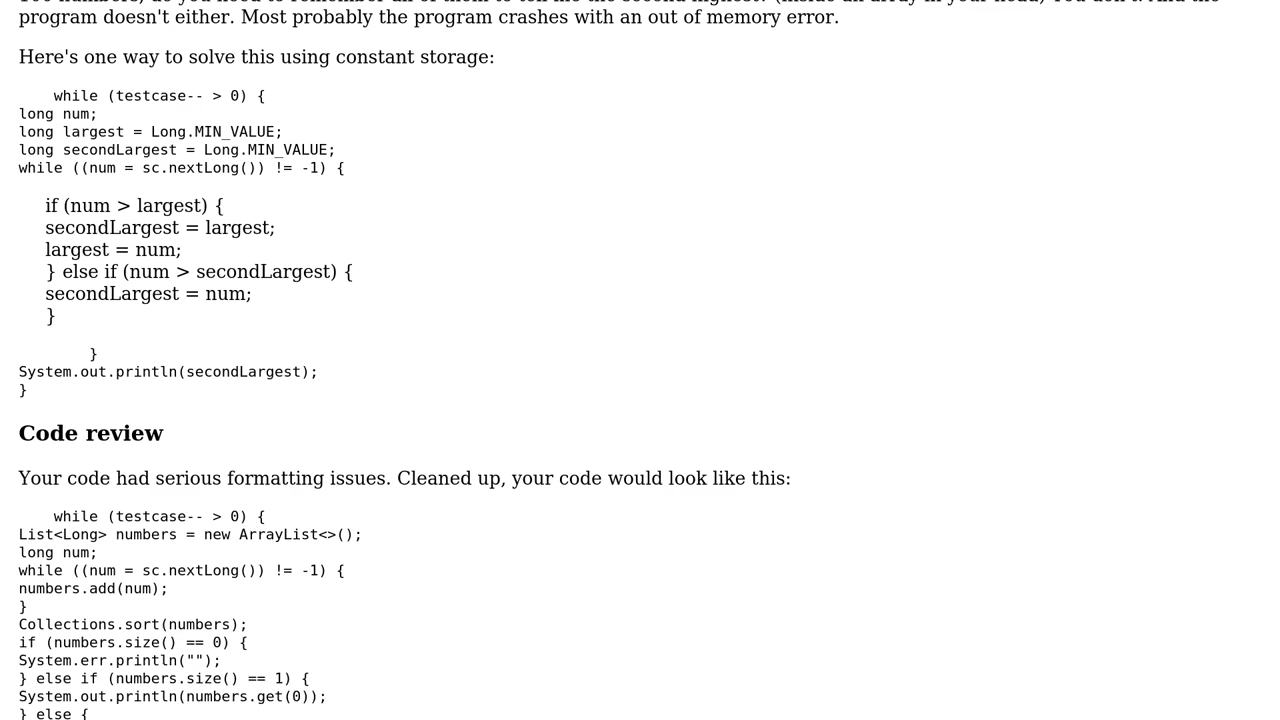 program doesn't either. Most probably the program crashes with an out of memory error.
Here's one way to solve this using constant storage:
while (testcase-- > 0) {
long num;
long largest = Long.MIN_VALUE;
long secondLargest = Long.MIN_VALUE;
while ((num = sc.nextLong()) != -1) {
if (num > largest) {
secondLargest = largest;
largest = num;
} else if (num > secondLargest) {
secondLargest = num;
}
}
System.out.println(secondLargest);
}
Code review
Your code had serious formatting issues. Cleaned up, your code would look like this:
while (testcase-- > 0) {
List<Long> numbers = new ArrayList<>();
long num;
while ((num = sc.nextLong()) != -1) {
numbers.add(num);
}
Collections.sort(numbers);
if (numbers.size() == 0) {
System.err.println("");
} else if (numbers.size() == 1) {
System.out.println(numbers.get(0));
} else {